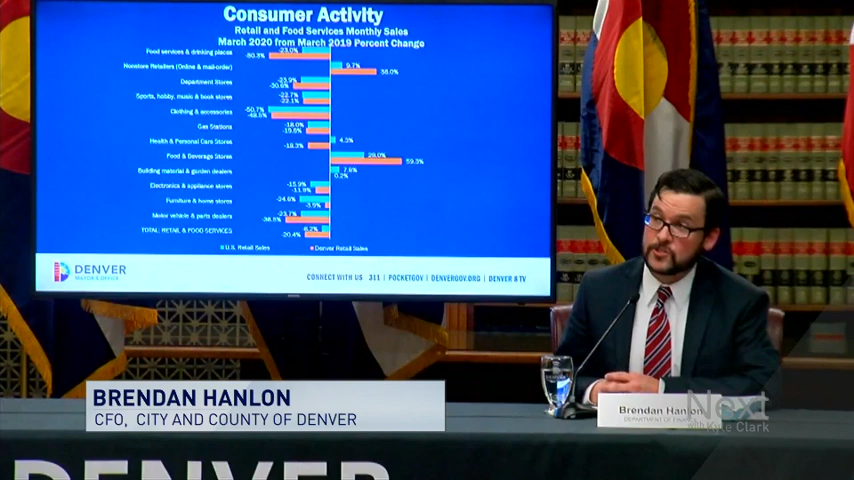 Consumer Activity
Retail and Food Services Monthly Sales
March 2020 from March 2019 Percent Change
Food services & drinking places
-23.0%
-50.3%
Nonstore Retailers (Online & mail-order)
9.7%
Department Stores
-23.9%
-30.6%
Sports, hobby, music & book stores
-22.7%
-22.1%
Clothing & accessories
-50.7%
-48.5%
Gas Stations
-18.0%
-19.6%
Health & Personal Care Stores
4.3%
-18.3%
Food & Beverage Stores
28.0%
59.3%
Building material & garden dealers
7.6%
0.2%
Electronics & appliance stores
-15.9%
-11.8%
Furniture & home stores
-24.6%
-3.9%
Motor vehicle & parts dealers
-23.7%
TOTAL: RETAIL & FOOD SERVICES
-6.2%
-20.4%
U.S. Retail Sales
Denver Retail Sales
DENVER
MAYOR'S OFFICE
CONNECT WITH US 311 | POCKETGOV | DENVERGOV.ORG | DENVER 8 TV
BRENDAN HANLON
CFO, CITY AND COUNTY OF DENVER
Brendan Hanlon
DEPARTMENT OF FINANCE
Next
with Kyle Clark
DENVER